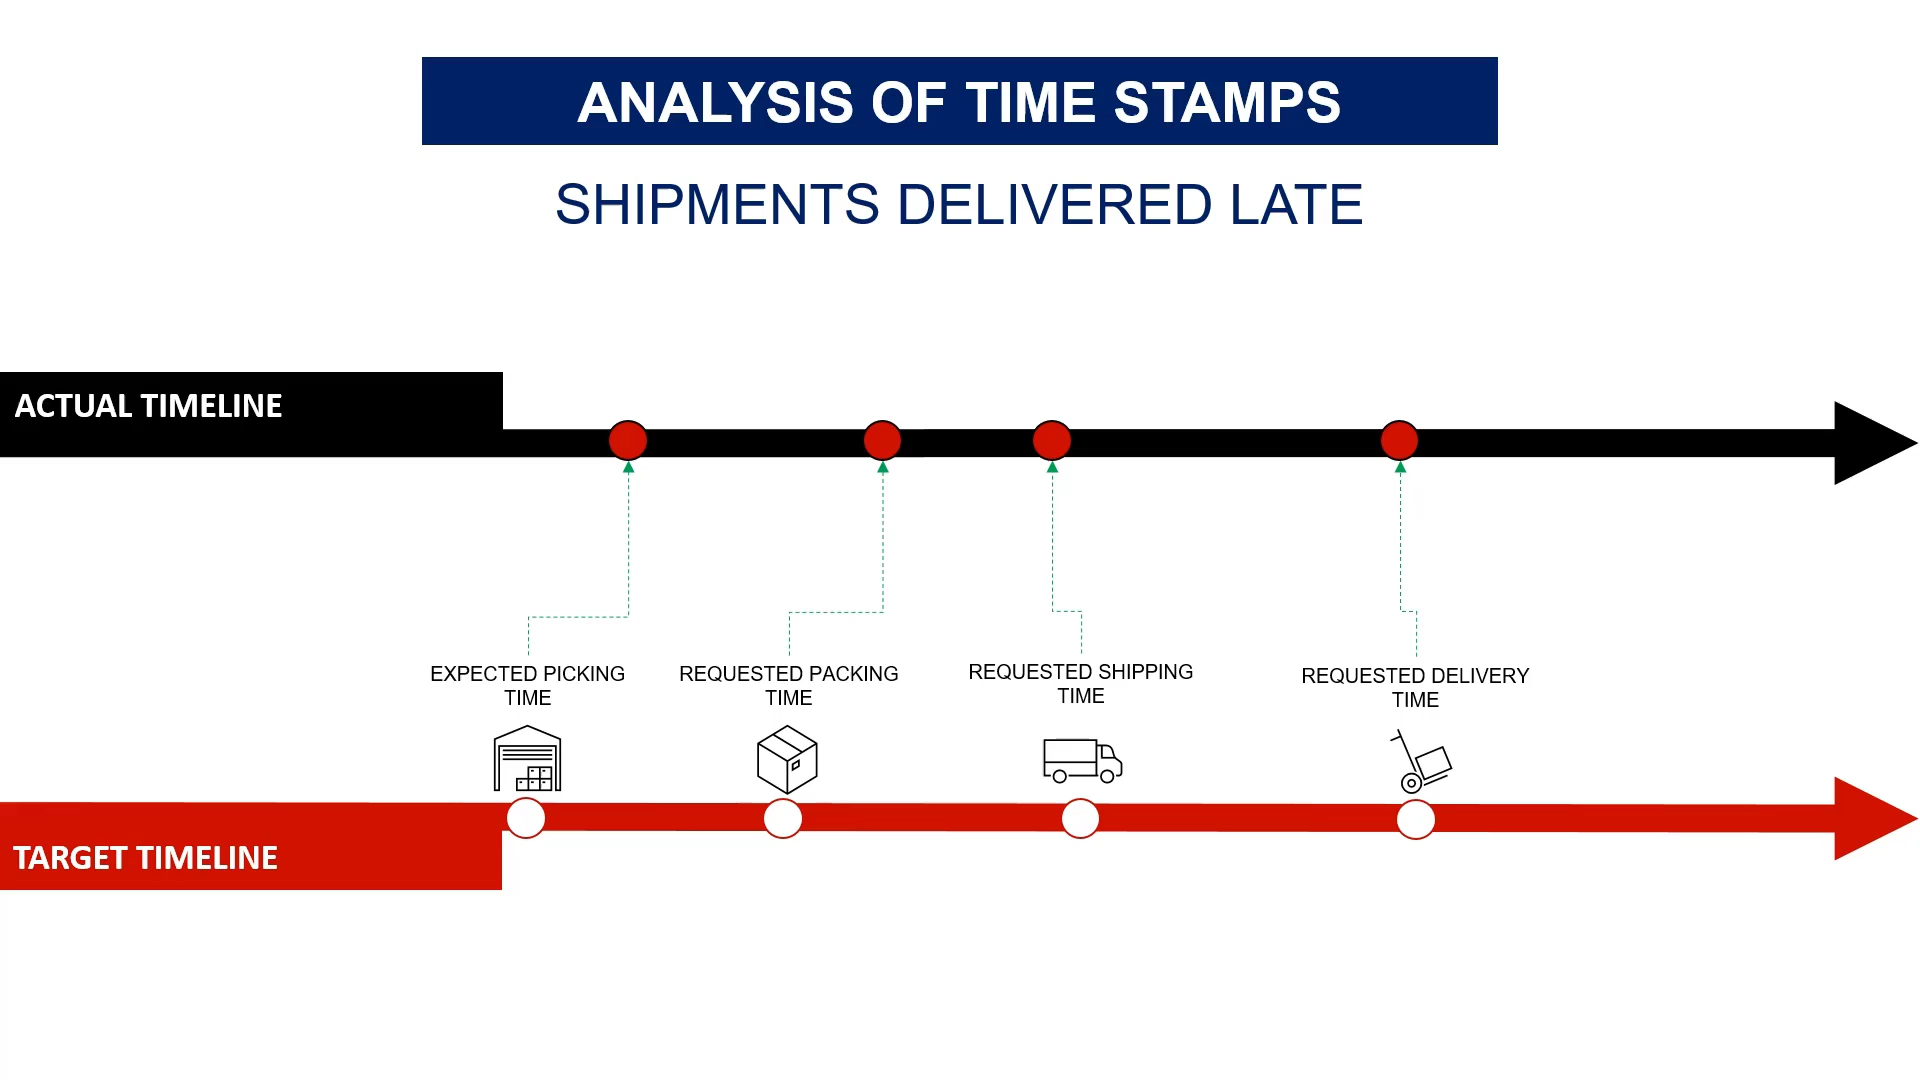 ANALYSIS OF TIME STAMPS
SHIPMENTS DELIVERED LATE
ACTUAL TIMELINE
EXPECTED PICKING
TIME
REQUESTED PACKING
TIME
REQUESTED SHIPPING
TIME
REQUESTED DELIVERY
TIME
TARGET TIMELINE